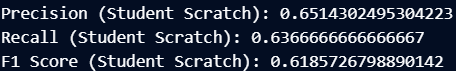 Precision (Student Scratch): 0.6514302495304223
Recall (Student Scratch): 0.6366666666666667
F1 Score (Student Scratch): 0.6185726798890142